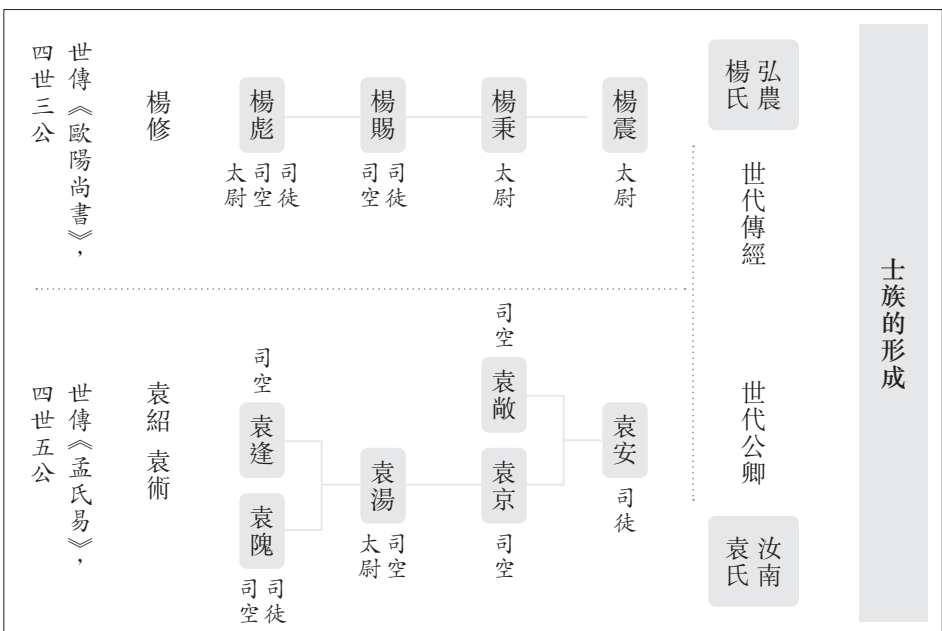 士族的形成
弘農
楊氏
世代傳經
世代公卿
汝南
袁氏
楊震
太尉
楊秉
太尉
楊賜
司徒
司空
楊彪
司徒
司空
太尉
楊修
世傳《歐陽尚書》，
四世三公
袁安
司徒
司空
袁敞
袁京
司空
袁湯
司空
太尉
司空
袁逢
袁隗
司徒
司空
袁紹 袁術
世傳《孟氏易》，
四世五公